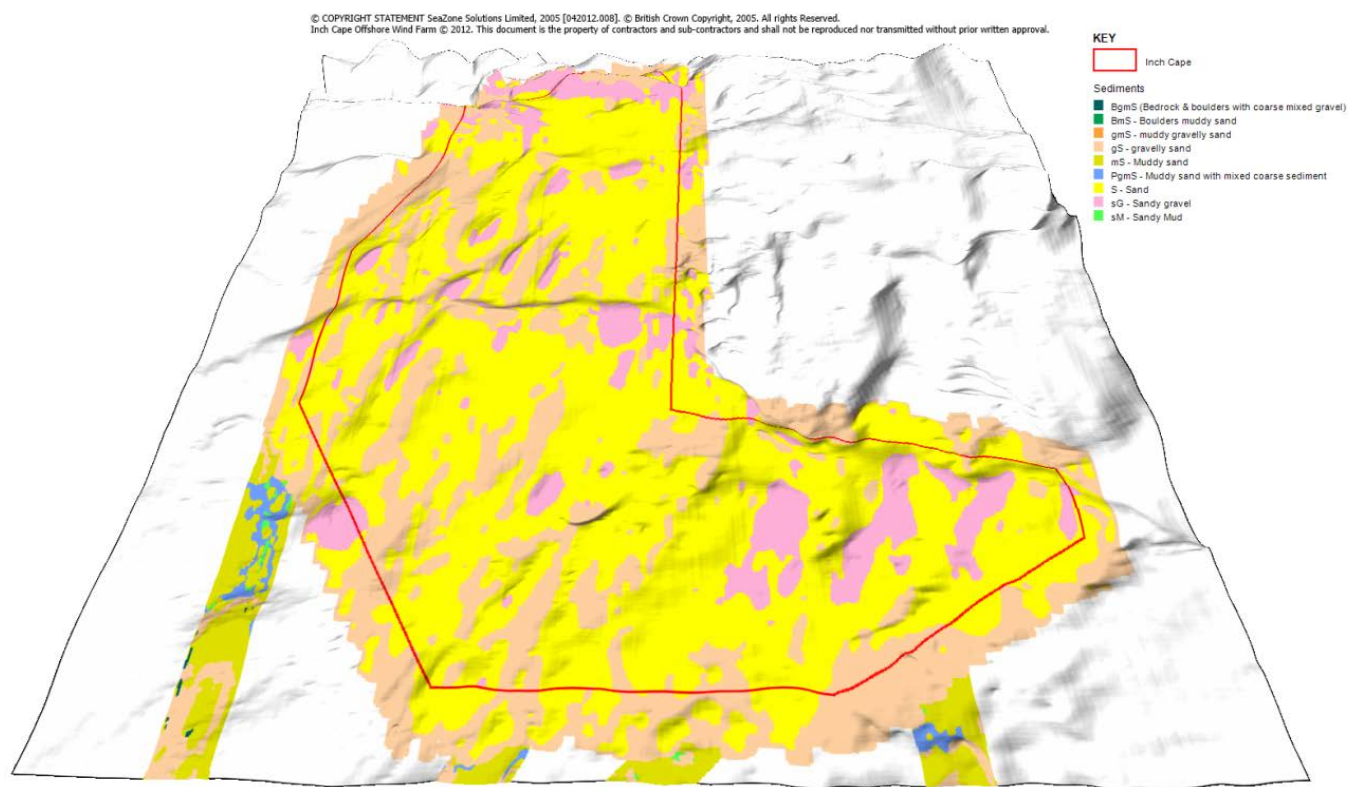 © COPYRIGHT STATEMENT SeaZone Solutions Limited, 2005 [042012.008]. © British Crown Copyright, 2005. All rights Reserved.
Inch Cape Offshore Wind Farm © 2012. This document is the property of contractors and sub-contractors and shall not be reproduced nor transmitted without prior written approval.
KEY
Inch Cape
Sediments
BgmS (Bedrock & boulders with coarse mixed gravel)
BmS - Boulders muddy sand
gmS - muddy gravelly sand
gS - gravelly sand
mS - Muddy sand
PgmS - Muddy sand with mixed coarse sediment
S - Sand
sG - Sandy gravel
sM - Sandy Mud